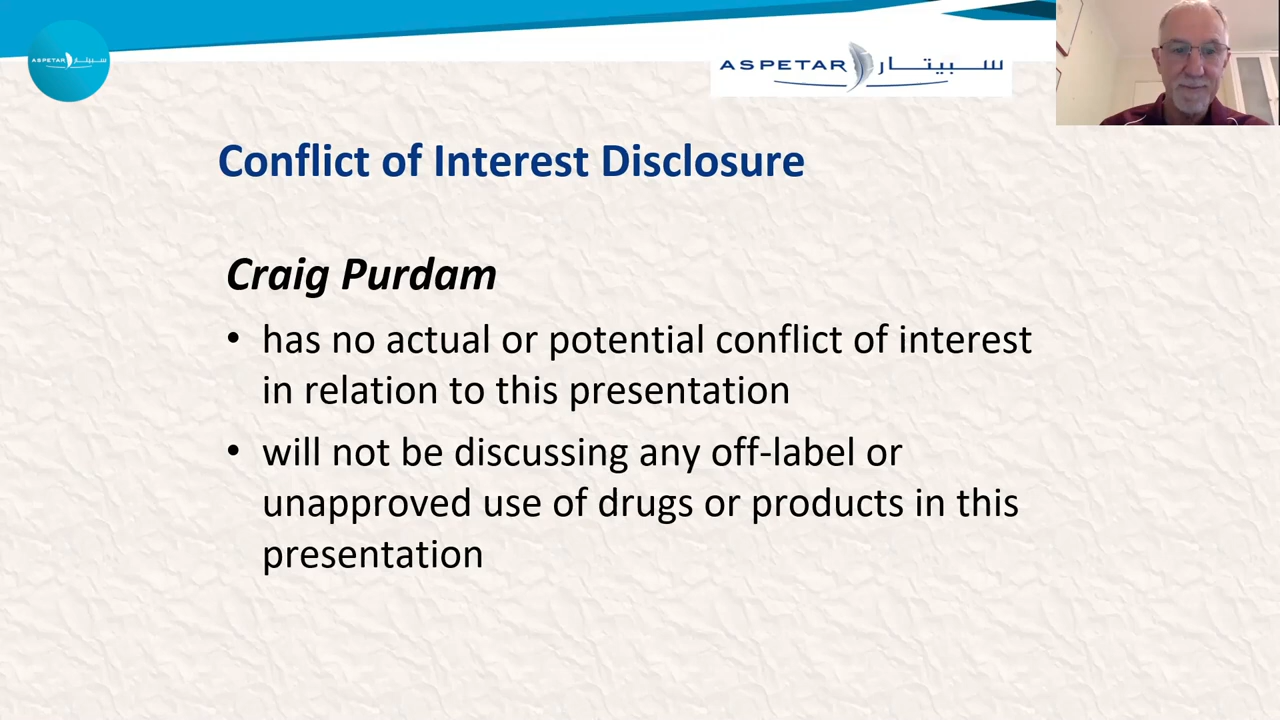 ASPETAR سبيتار
ASPETAR سبيتار
Conflict of Interest Disclosure
Craig Purdam
• has no actual or potential conflict of interest
in relation to this presentation
• will not be discussing any off-label or
unapproved use of drugs or products in this
presentation